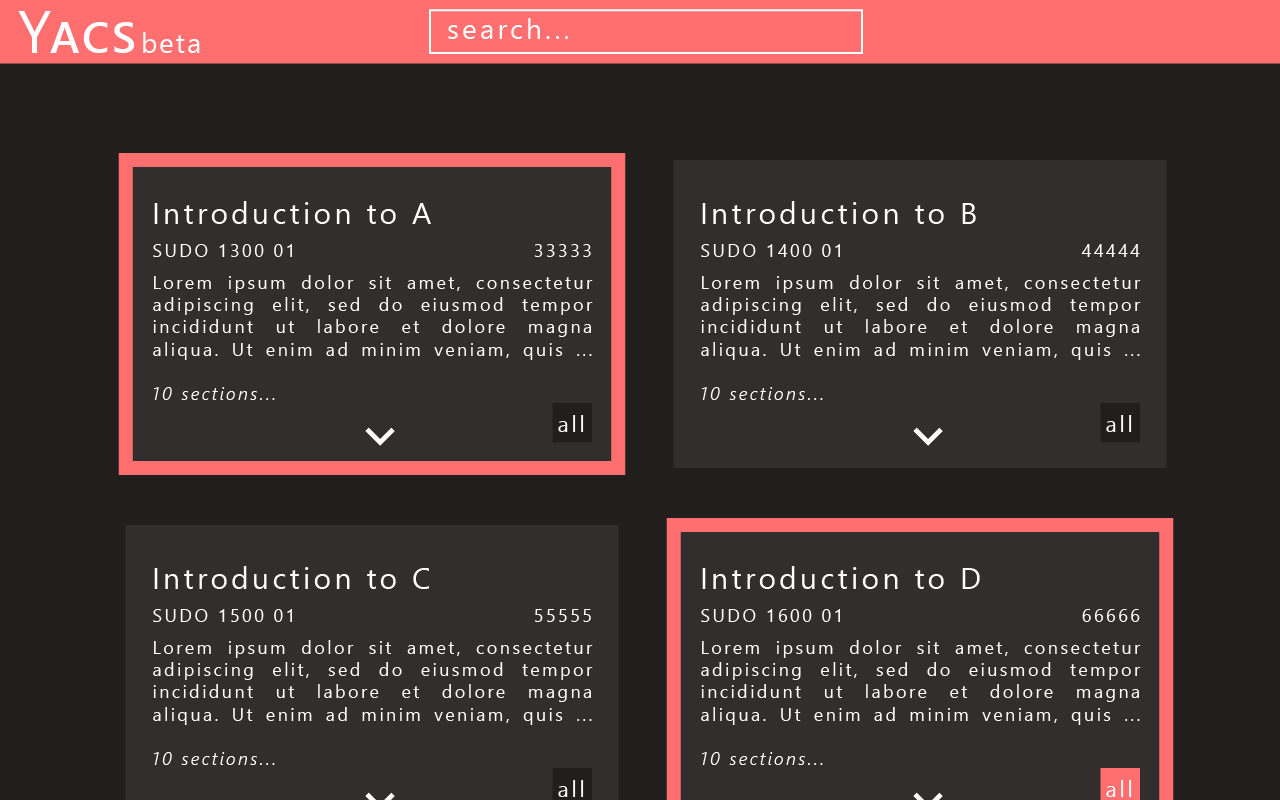 YACS beta
search...
Introduction to A
SUDO 1300 01 33333
Lorem ipsum dolor sit amet, consectetur
adipiscing elit, sed do eiusmod tempor
incididunt ut labore et dolore magna
aliqua. Ut enim ad minim veniam, quis ...
10 sections...
all
Introduction to B
SUDO 1400 01 44444
Lorem ipsum dolor sit amet, consectetur
adipiscing elit, sed do eiusmod tempor
incididunt ut labore et dolore magna
aliqua. Ut enim ad minim veniam, quis ...
10 sections...
all
Introduction to C
SUDO 1500 01 55555
Lorem ipsum dolor sit amet, consectetur
adipiscing elit, sed do eiusmod tempor
incididunt ut labore et dolore magna
aliqua. Ut enim ad minim veniam, quis ...
10 sections...
all
Introduction to D
SUDO 1600 01 66666
Lorem ipsum dolor sit amet, consectetur
adipiscing elit, sed do eiusmod tempor
incididunt ut labore et dolore magna
aliqua. Ut enim ad minim veniam, quis ...
10 sections...
all